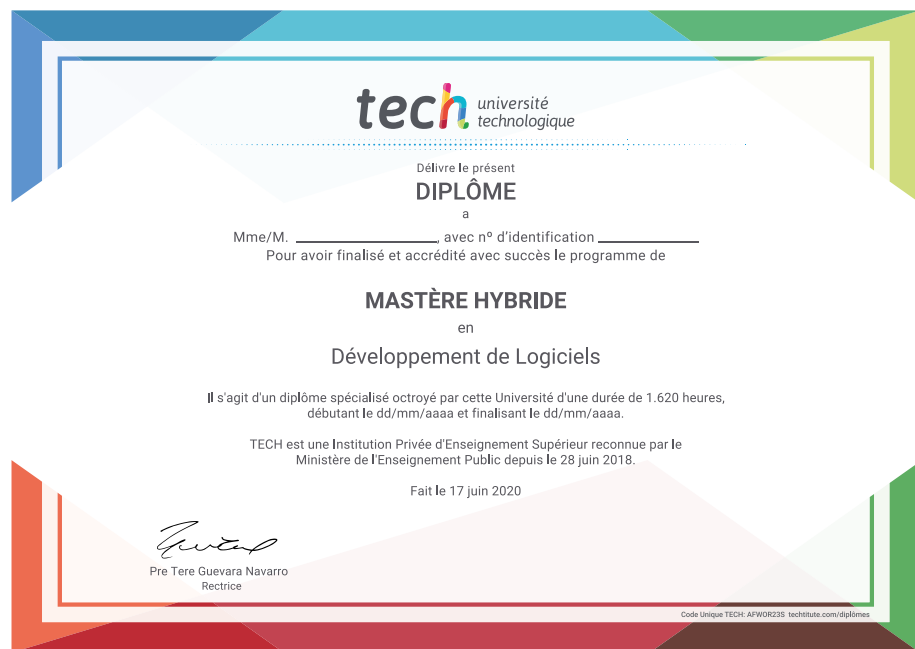 tech université
technologique
Délivre le présent
DIPLÔME
a
Mme/M. ____________________, avec nº d'identification ______________
Pour avoir finalisé et accrédité avec succès le programme de
MASTÈRE HYBRIDE
en
Développement de Logiciels
Il s'agit d'un diplôme spécialisé octroyé par cette Université d'une durée de 1.620 heures,
débutant le dd/mm/aaaa et finalisant le dd/mm/aaaa.
TECH est une Institution Privée d'Enseignement Supérieur reconnue par le
Ministère de l'Enseignement Public depuis le 28 juin 2018.
Fait le 17 juin 2020
Pre Tere Guevara Navarro
Rectrice
Code Unique TECH: AFWOR23S techtitute.com/diplômes